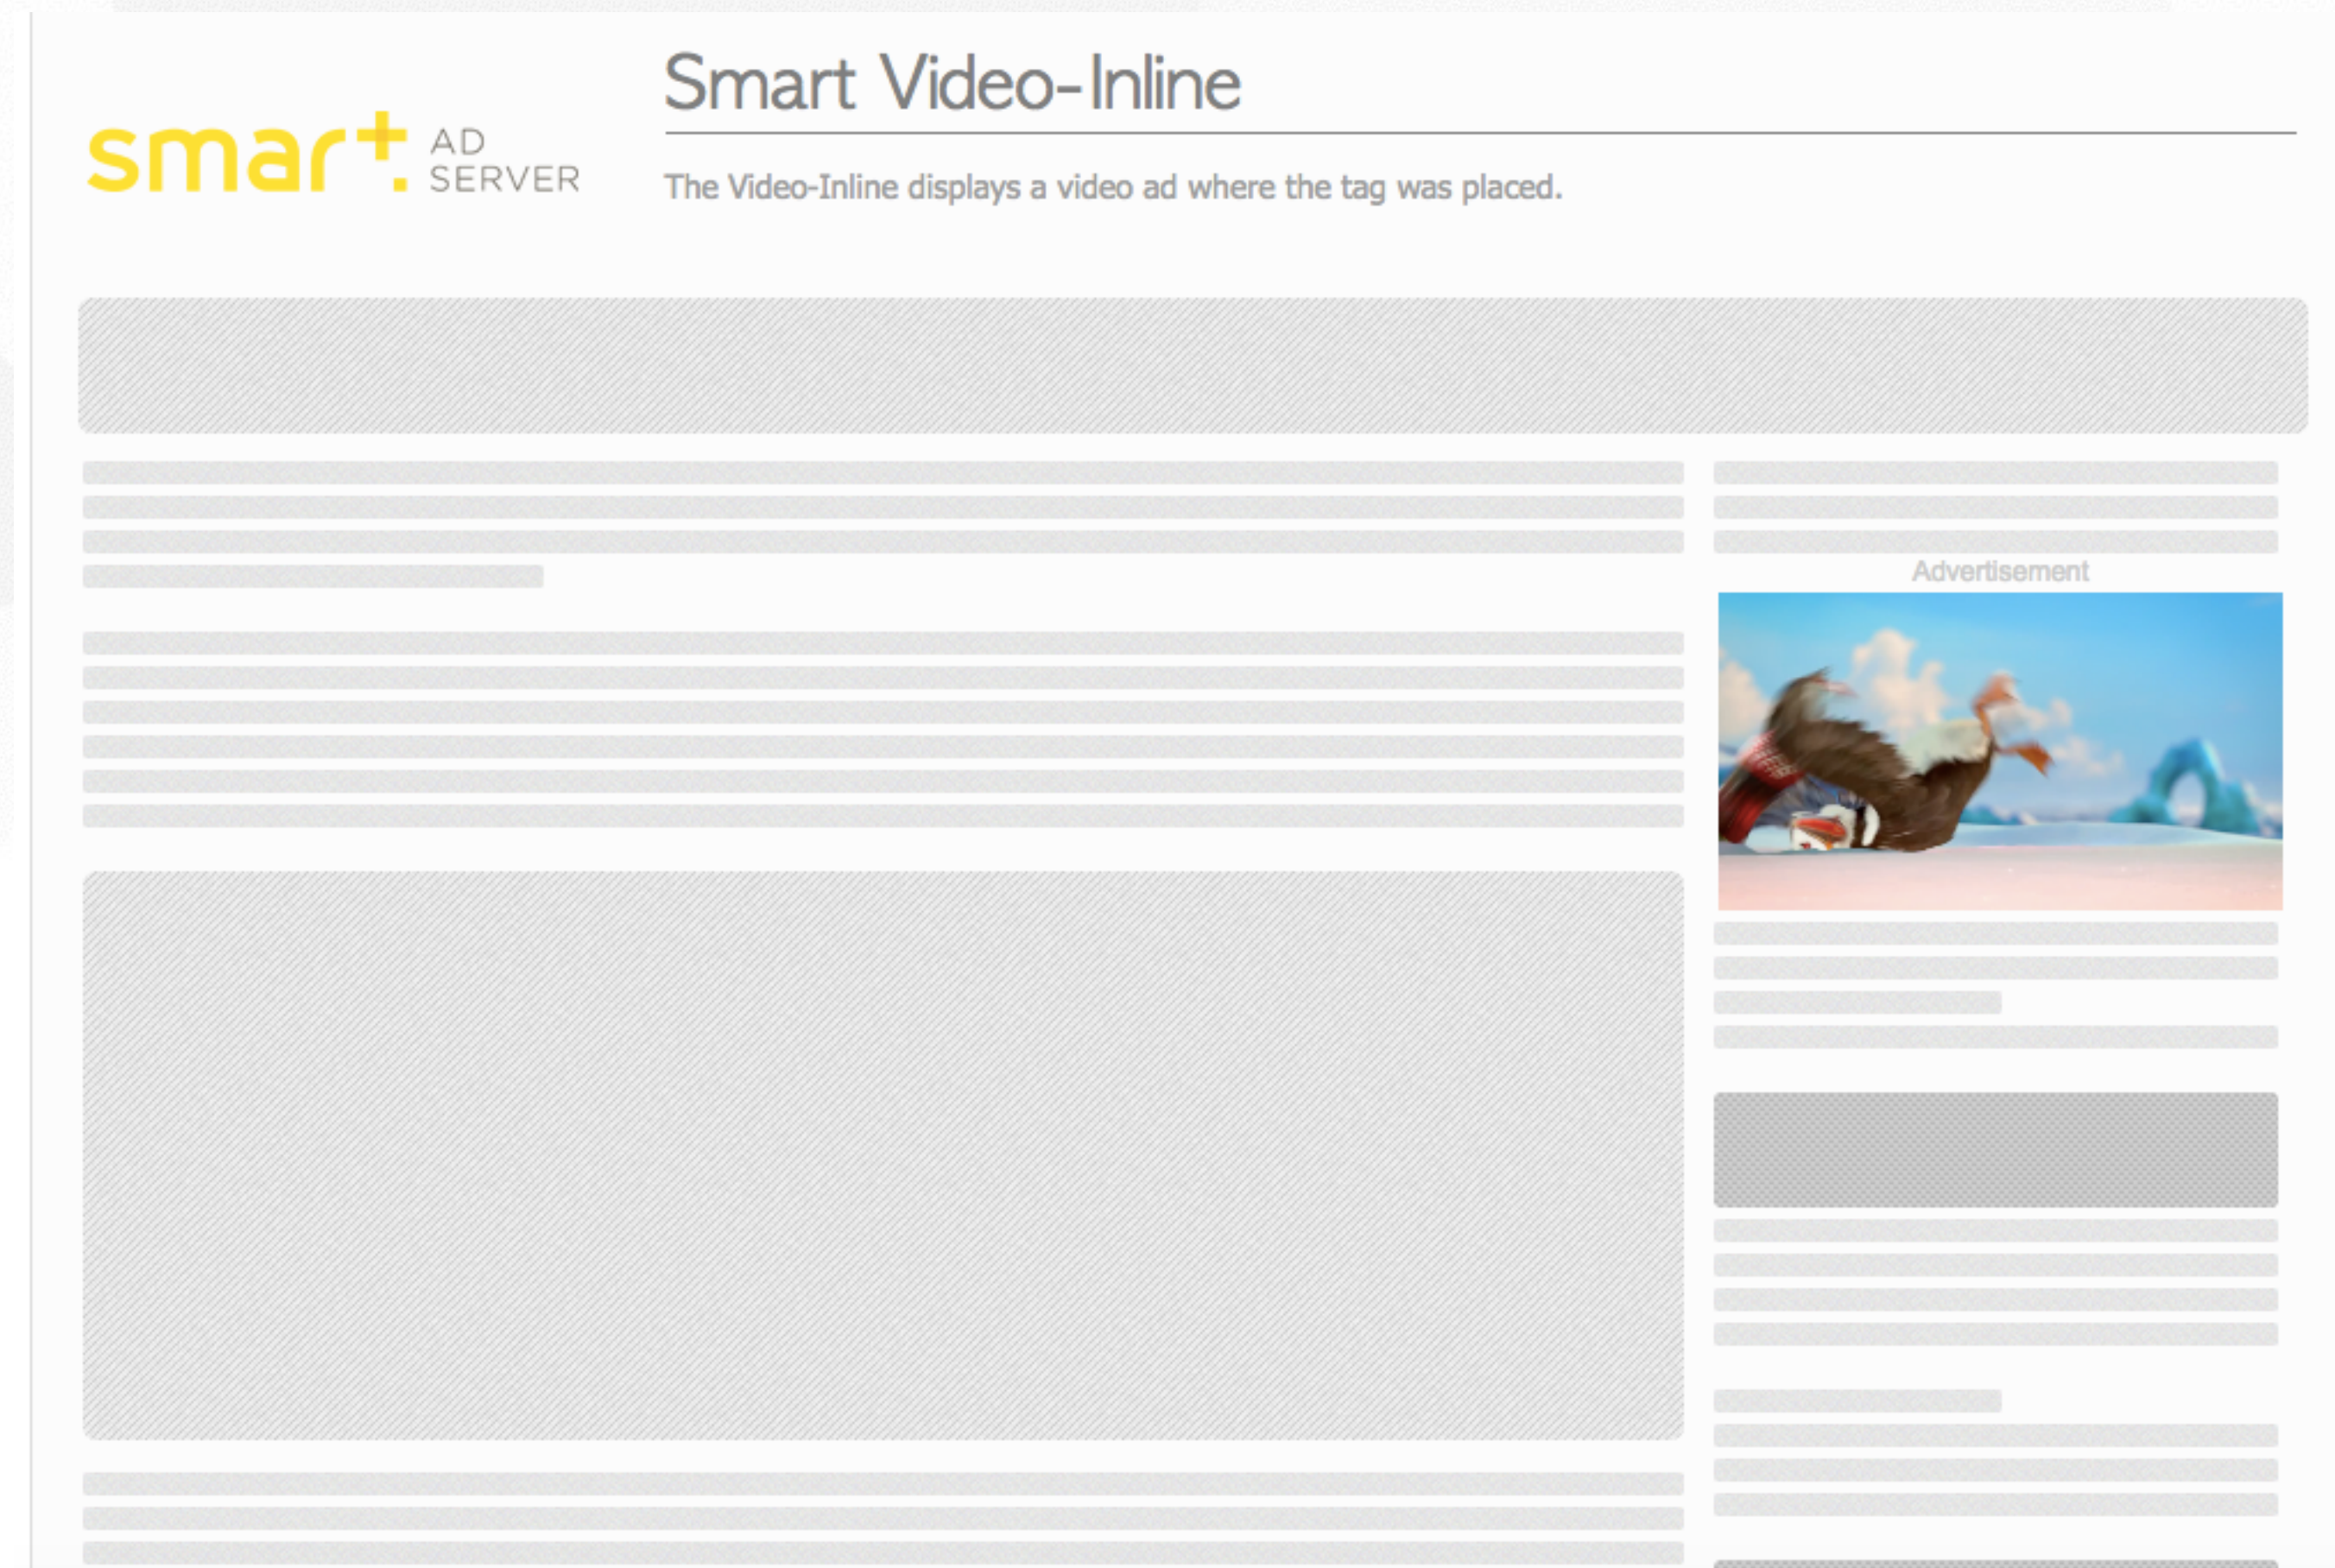 Smart Video-Inline
smart AD
SERVER
The Video-Inline displays a video ad where the tag was placed.
Advertisement